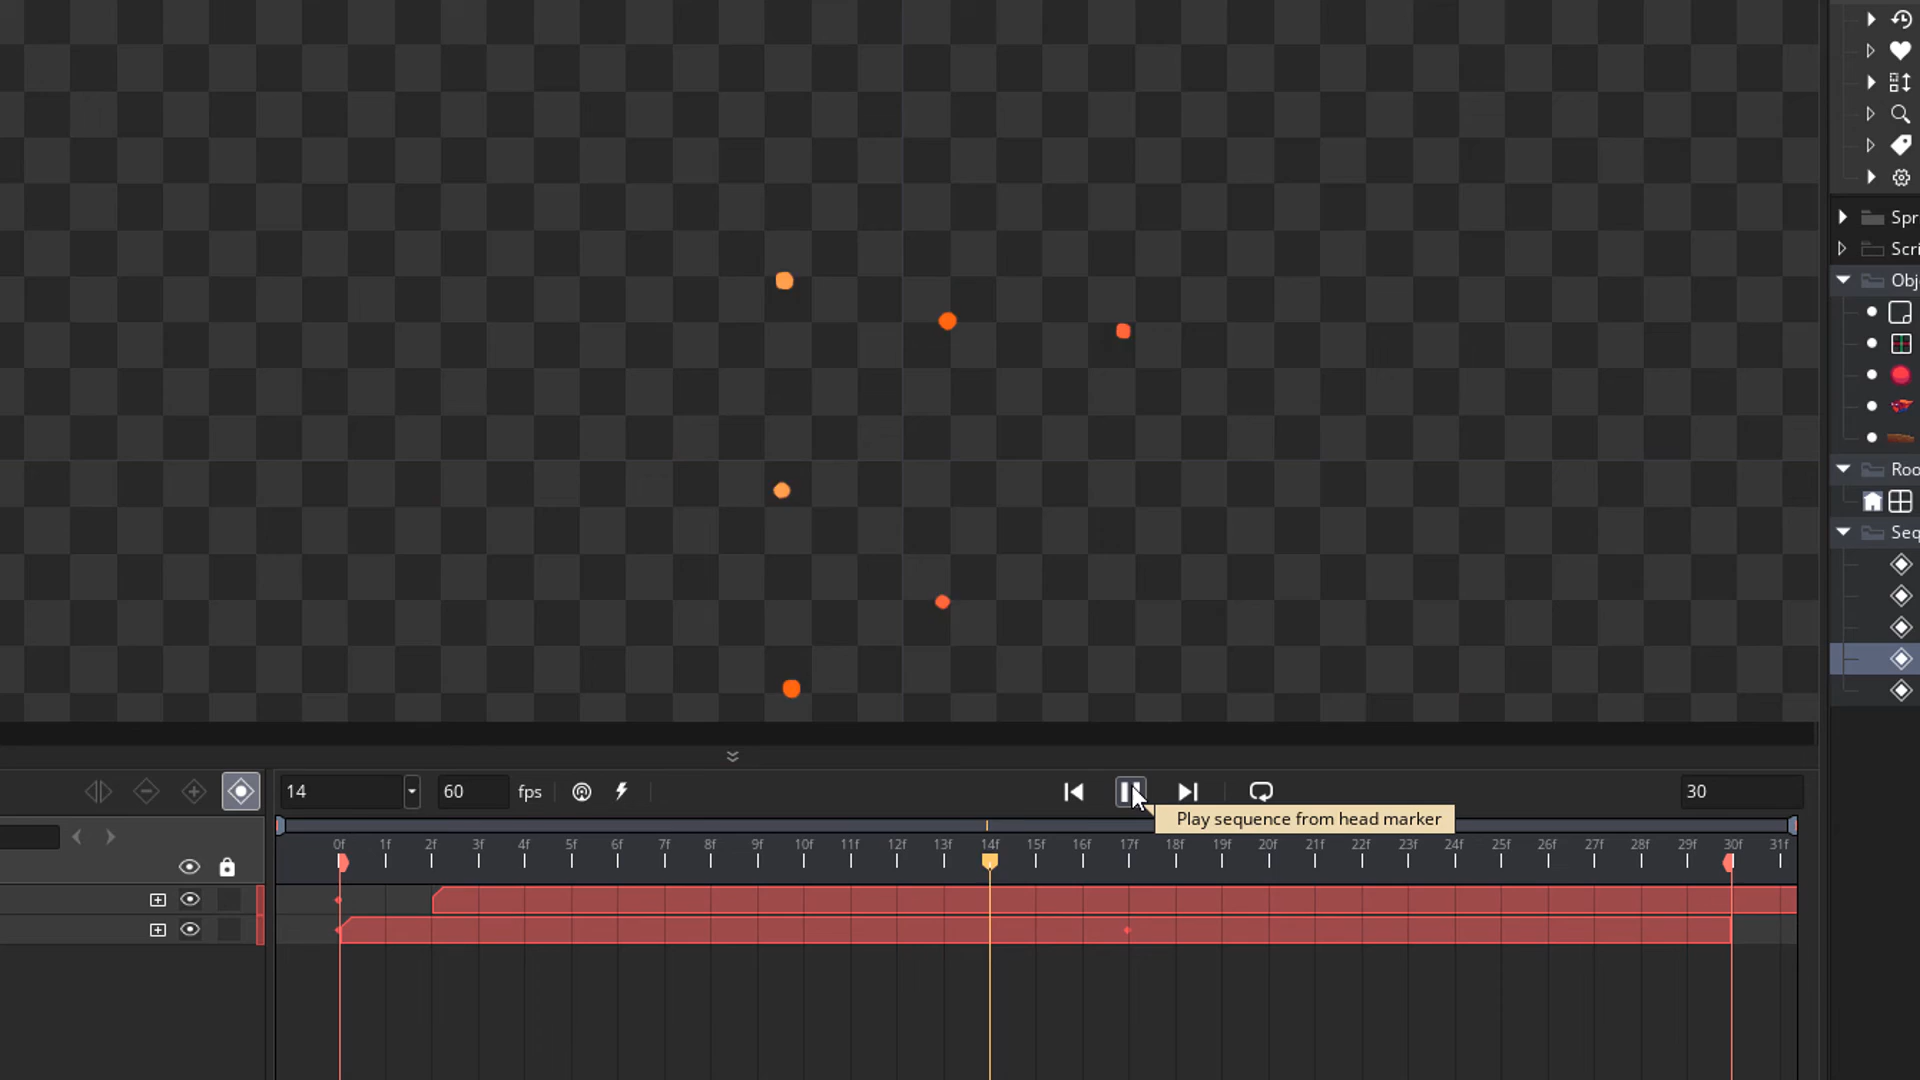 Spr
Scri
Obj
Roo
Seq
14 60 fps 30
Play sequence from head marker
0f 1f 2f 3f 4f 5f 6f 7f 8f 9f 10f 11f 12f 13f 14f 15f 16f 17f 18f 19f 20f 21f 22f 23f 24f 25f 26f 27f 28f 29f 30f 31f